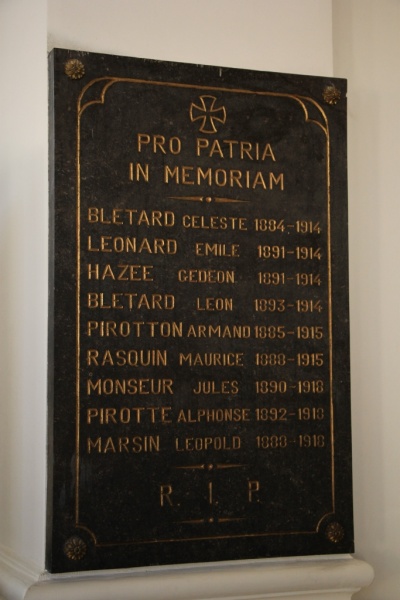 PRO PATRIA
IN MEMORIAM
BLETARD CELESTE 1884-1914
LEONARD EMILE 1891-1914
HAZEE GEDEON 1891-1914
BLETARD LEON 1893-1914
PIROTTON ARMAND 1885-1915
RASQUIN MAURICE 1888-1915
MONSEUR JULES 1890-1918
PIROTTE ALPHONSE 1892-1918
MARSIN LEOPOLD 1888-1918
R. I. P.